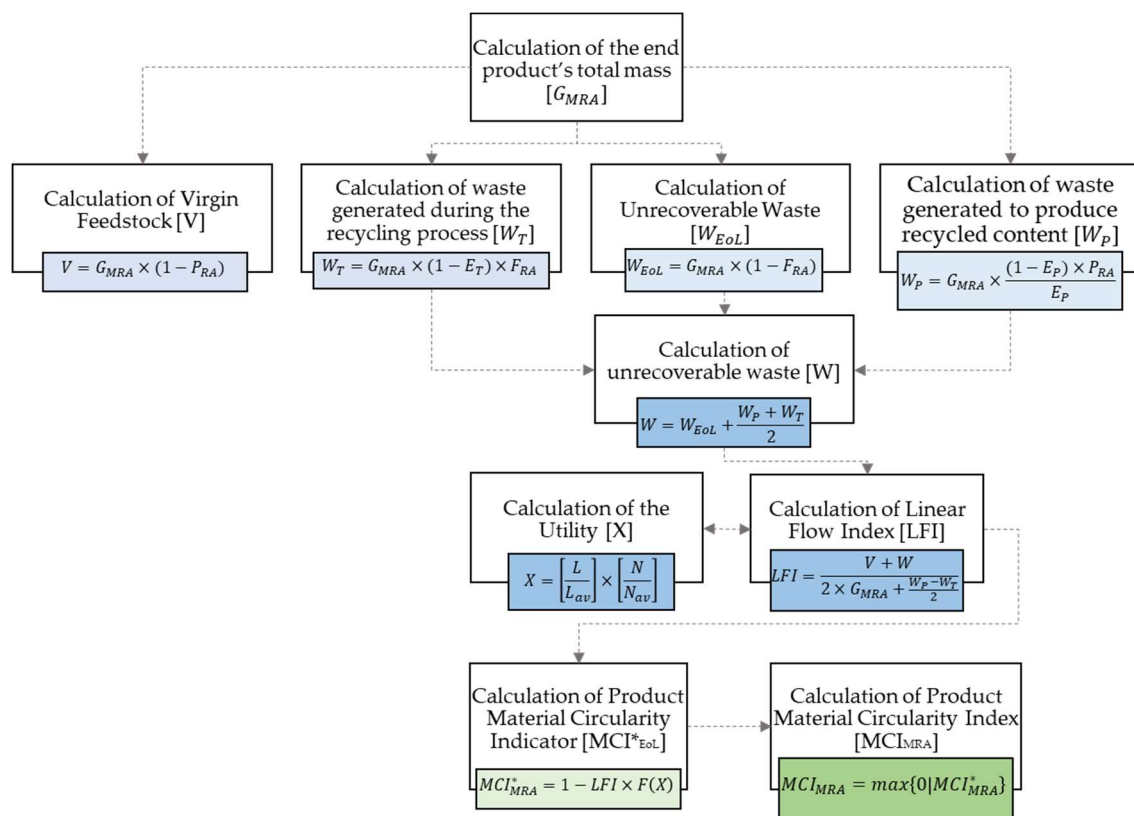 Calculation of the end
product's total mass
[G_MRA]
Calculation of Virgin
Feedstock [V]
V = G_MRA × (1 − P_RA)
Calculation of waste
generated during the
recycling process [W_T]
W_T = G_MRA × (1 − E_T) × F_RA
Calculation of
Unrecoverable Waste
[W_EoL]
W_EoL = G_MRA × (1 − F_RA)
Calculation of waste
generated to produce
recycled content [W_P]
W_P = G_MRA × (1 − E_P) × P_RA / E_P
Calculation of
unrecoverable waste [W]
W = W_EoL + (W_P + W_T) / 2
Calculation of the
Utility [X]
X = [L / L_av] × [N / N_av]
Calculation of Linear
Flow Index [LFI]
LFI = (V + W) / (2 × G_MRA + (W_P − W_T) / 2)
Calculation of Product
Material Circularity
Indicator [MCI*EoL]
MCI*_MRA = 1 − LFI × F(X)
Calculation of Product
Material Circularity Index
[MCI_MRA]
MCI_MRA = max{0|MCI*_MRA}